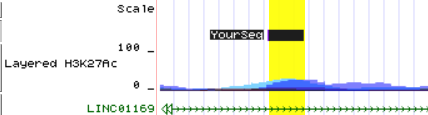 Scale
YourSeq
100 _
Layered H3K27Ac
0 _
LINC01169